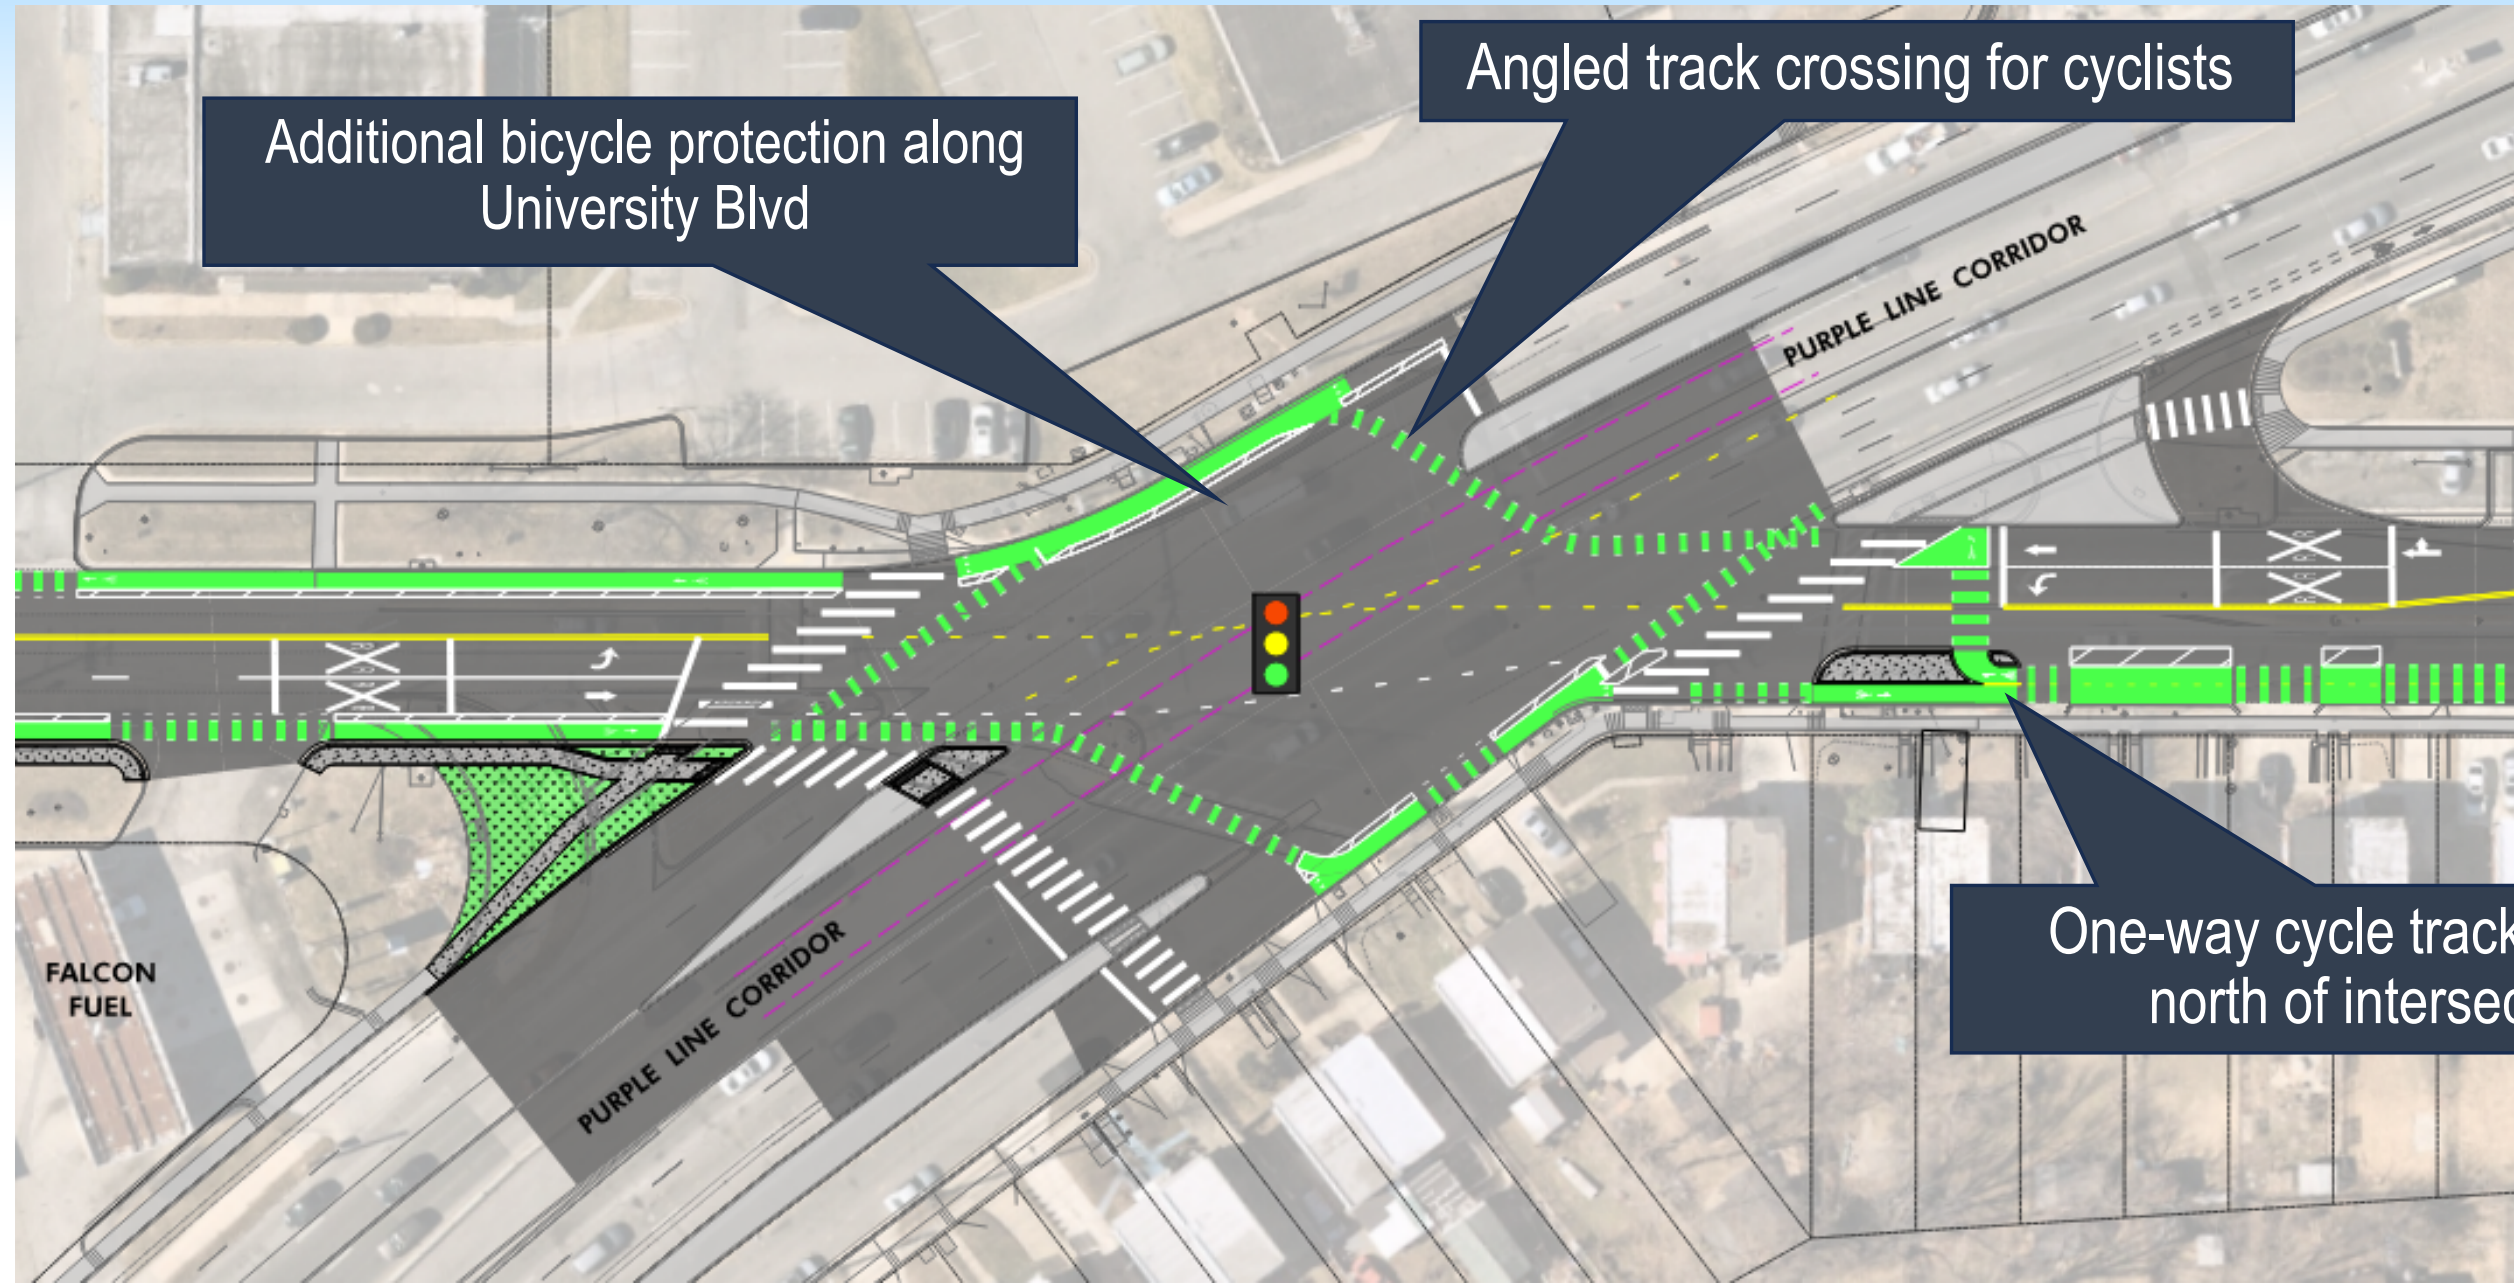 Angled track crossing for cyclists
Additional bicycle protection along
University Blvd
PURPLE LINE CORRIDOR
R R
R R
R R
R R
FALCON
FUEL
PURPLE LINE CORRIDOR
One-way cycle track
north of intersec